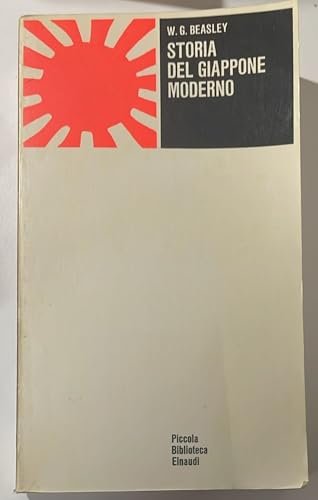 W. G. BEASLEY
STORIA
DEL GIAPPONE
MODERNO
Piccola
Biblioteca
Einaudi